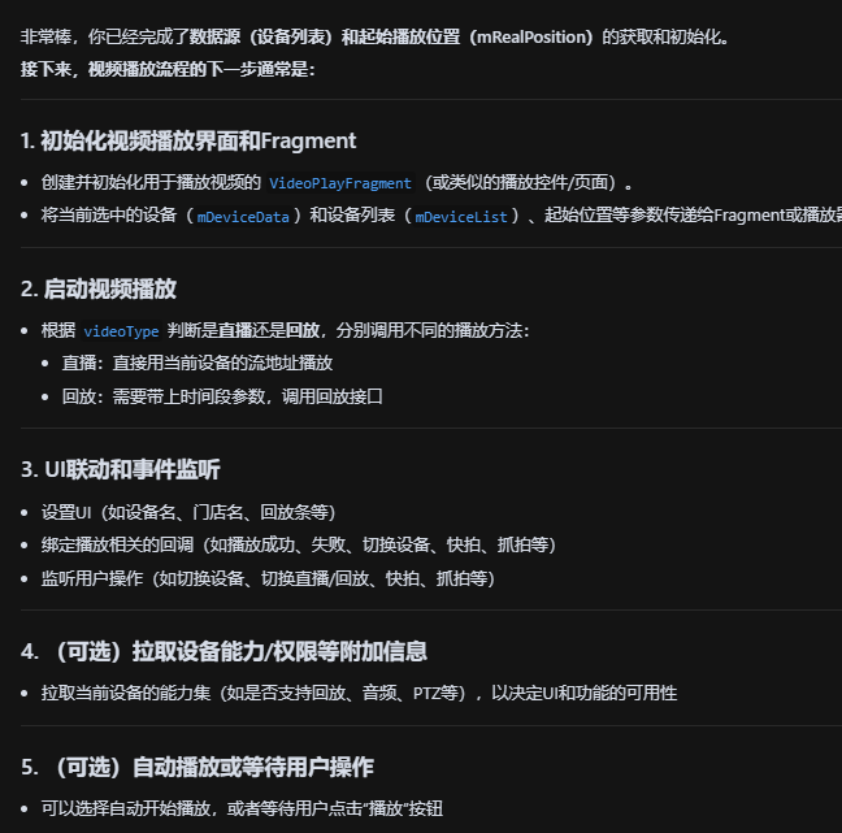 非常棒，你已经完成了数据源（设备列表）和起始播放位置（mRealPosition）的获取和初始化。
接下来，视频播放流程的下一步通常是：
1. 初始化视频播放界面和Fragment
• 创建并初始化用于播放视频的 VideoPlayFragment （或类似的播放控件/页面）。
• 将当前选中的设备（ mDeviceData ）和设备列表（ mDeviceList ）、起始位置等参数传递给Fragment或播放
2. 启动视频播放
• 根据 videoType 判断是直播还是回放，分别调用不同的播放方法：
• 直播：直接用当前设备的流地址播放
• 回放：需要带上时间段参数，调用回放接口
3. UI联动和事件监听
• 设置UI（如设备名、门店名、回放条等）
• 绑定播放相关的回调（如播放成功、失败、切换设备、快拍、抓拍等）
• 监听用户操作（如切换设备、切换直播/回放、快拍、抓拍等）
4. （可选）拉取设备能力/权限等附加信息
• 拉取当前设备的能力集（如是否支持回放、音频、PTZ等），以决定UI和功能的可用性
5. （可选）自动播放或等待用户操作
• 可以选择自动开始播放，或者等待用户点击“播放”按钮